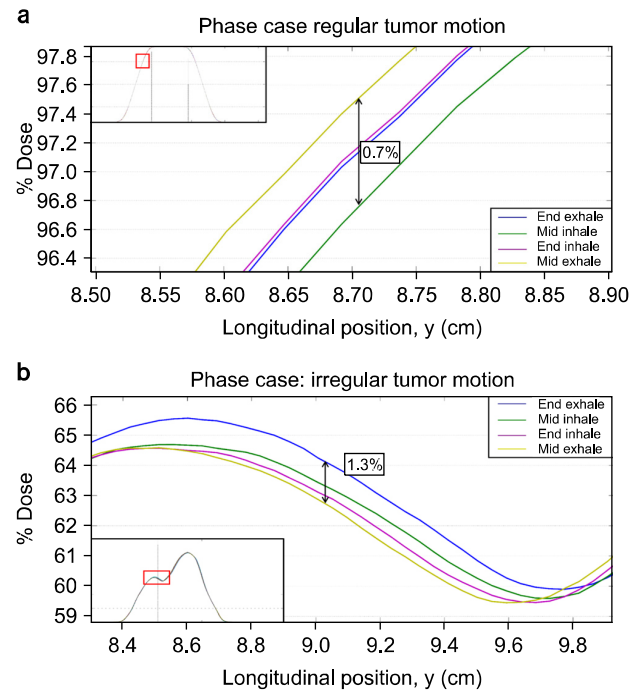 a
Phase case regular tumor motion
97.8
97.4
97.2
96.8
96.6
96.4
% Dose
0.7%
End exhale
Mid inhale
End inhale
Mid exhale
8.50 8.55 8.60 8.65 8.70 8.75 8.80 8.85 8.90
Longitudinal position, y (cm)
b
Phase case: irregular tumor motion
66
65
64
63
62
61
60
59
% Dose
1.3%
End exhale
Mid inhale
End inhale
Mid exhale
8.4 8.6 8.8 9.0 9.2 9.4 9.6 9.8
Longitudinal position, y (cm)